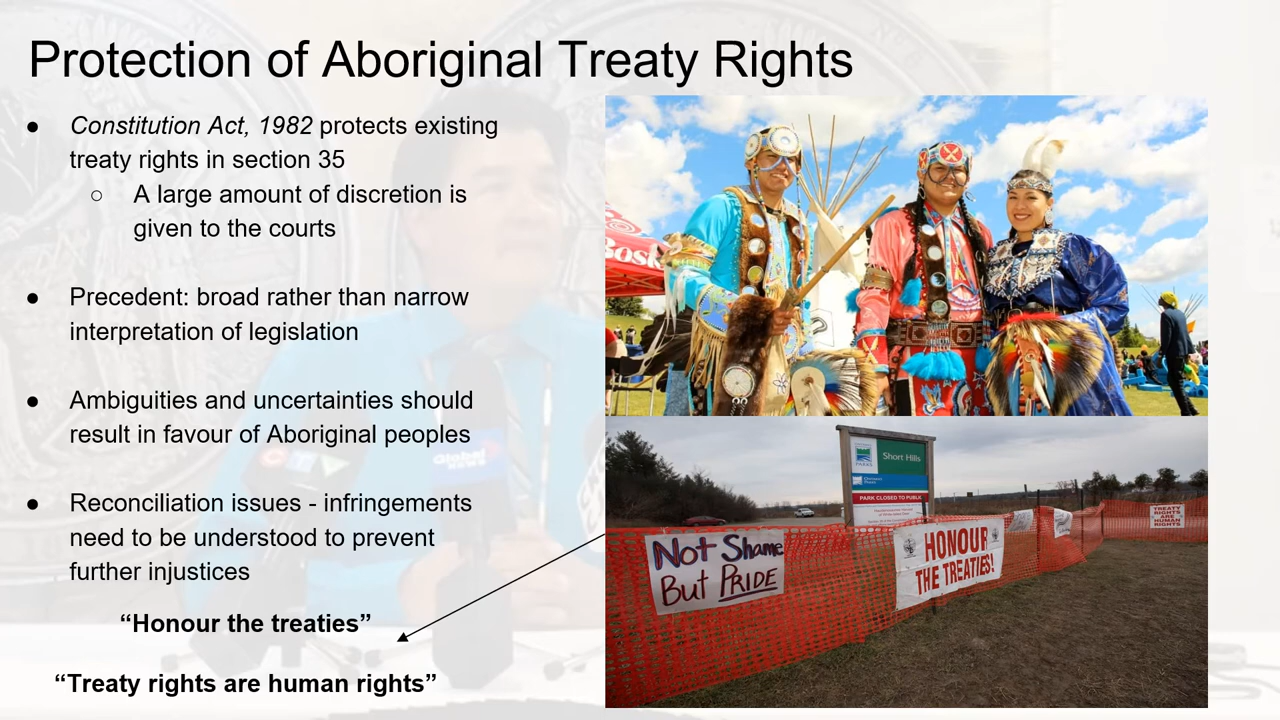 Protection of Aboriginal Treaty Rights
● Constitution Act, 1982 protects existing
treaty rights in section 35
○ A large amount of discretion is
given to the courts
● Precedent: broad rather than narrow
interpretation of legislation
● Ambiguities and uncertainties should
result in favour of Aboriginal peoples
● Reconciliation issues - infringements
need to be understood to prevent
further injustices
“Honour the treaties”
“Treaty rights are human rights”
Bos
Short Hills
PARK CLOSED TO PUBLIC
Not Shame
But PRIDE
HONOUR
THE TREATIES!
TREATY
RIGHTS
ARE
HUMAN
RIGHTS
Global
NEWS